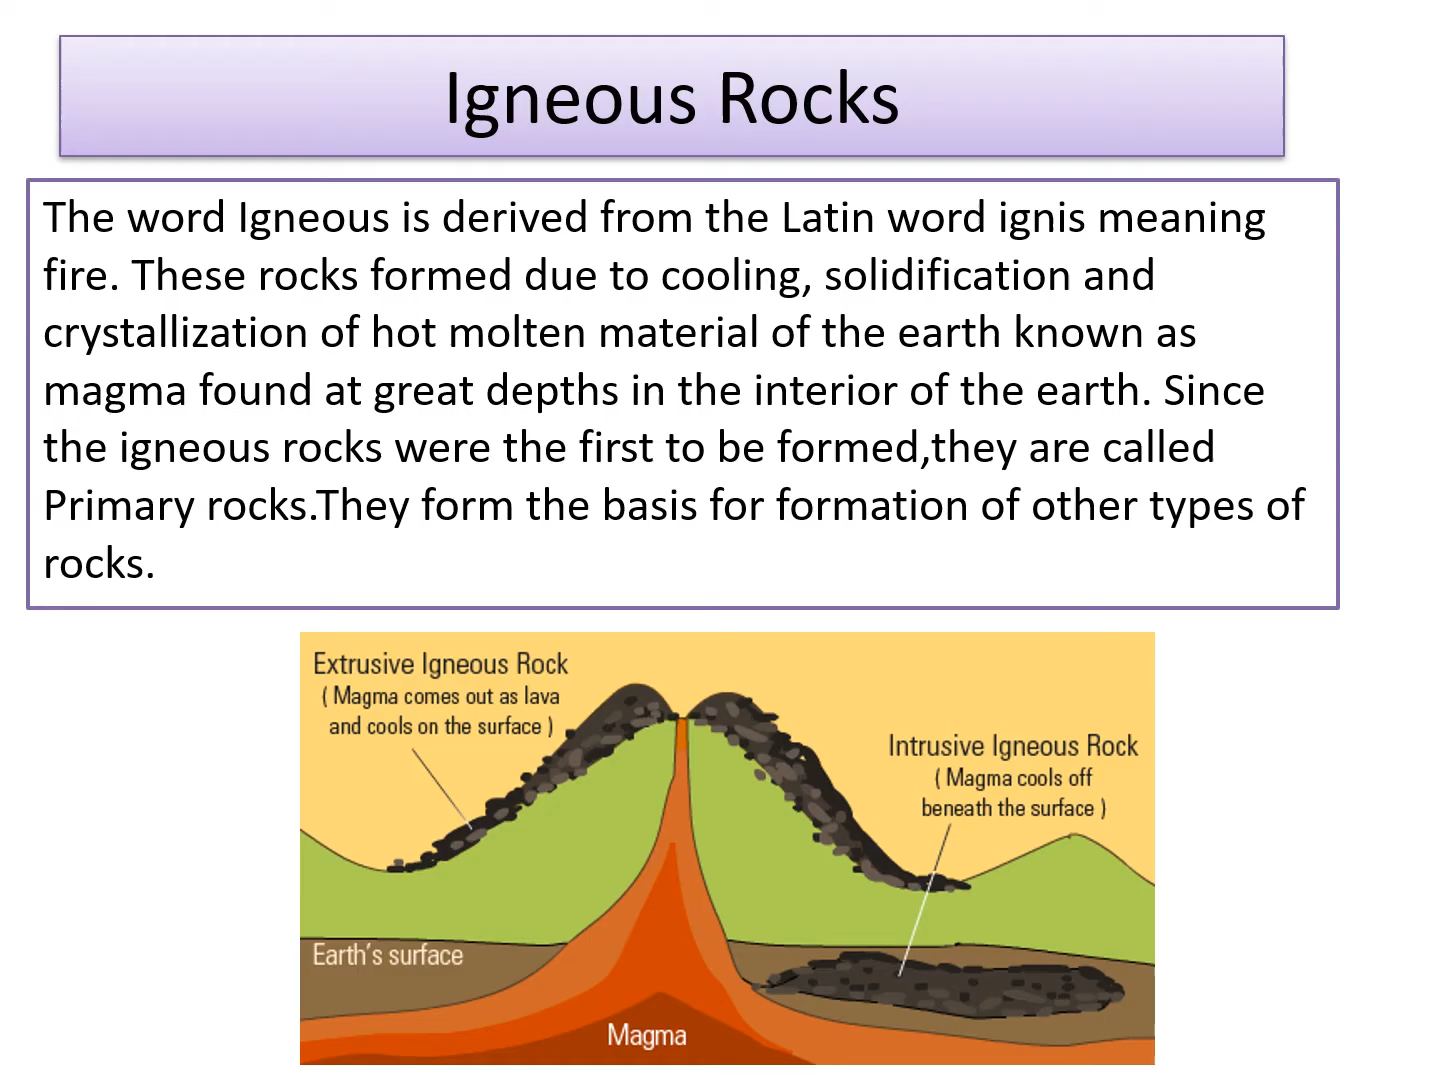 Igneous Rocks
The word Igneous is derived from the Latin word ignis meaning
fire. These rocks formed due to cooling, solidification and
crystallization of hot molten material of the earth known as
magma found at great depths in the interior of the earth. Since
the igneous rocks were the first to be formed,they are called
Primary rocks.They form the basis for formation of other types of
rocks.
Extrusive Igneous Rock
( Magma comes out as lava
and cools on the surface )
Intrusive Igneous Rock
( Magma cools off
beneath the surface )
Earth's surface
Magma